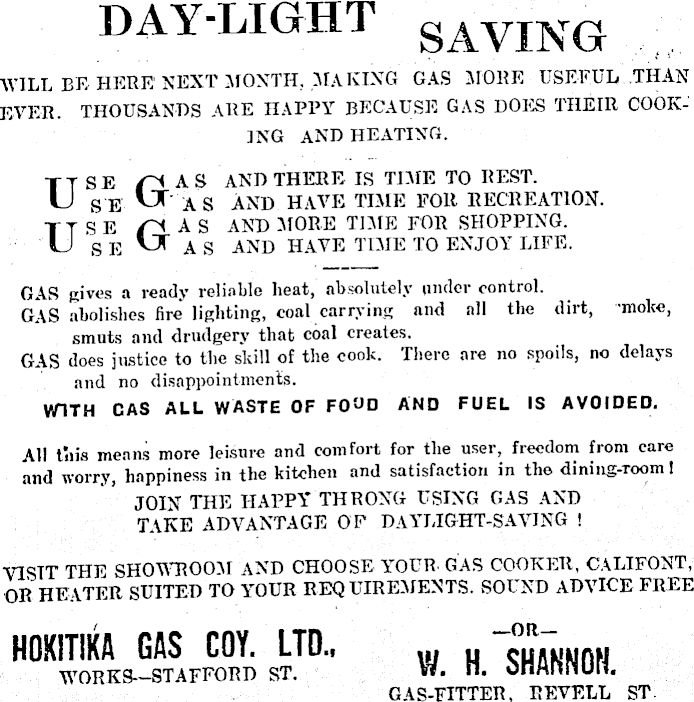 DAY-LIGHT SAVING
WILL BE HERE NEXT MONTH, MAKING GAS MORE USEFUL THAN
EVER. THOUSANDS ARE HAPPY BECAUSE GAS DOES THEIR COOK-
ING AND HEATING.
USE GAS AND THERE IS TIME TO REST.
USE GAS AND HAVE TIME FOR RECREATION.
USE GAS AND MORE TIME FOR SHOPPING.
USE GAS AND HAVE TIME TO ENJOY LIFE.
GAS gives a ready reliable heat, absolutely under control.
GAS abolishes fire lighting, coal carrying and all the dirt, moke,
smuts and drudgery that coal creates.
GAS does justice to the skill of the cook. There are no spoils, no delays
and no disappointments.
WITH GAS ALL WASTE OF FOOD AND FUEL IS AVOIDED.
All this means more leisure and comfort for the user, freedom from care
and worry, happiness in the kitchen and satisfaction in the dining-room!
JOIN THE HAPPY THRONG USING GAS AND
TAKE ADVANTAGE OF DAYLIGHT-SAVING !
VISIT THE SHOWROOM AND CHOOSE YOUR GAS COOKER, CALIFONT,
OR HEATER SUITED TO YOUR REQUIREMENTS. SOUND ADVICE FREE
HOKITIKA GAS COY. LTD.,
WORKS—STAFFORD ST.
—OR—
W. H. SHANNON.
GAS-FITTER, REVELL ST.